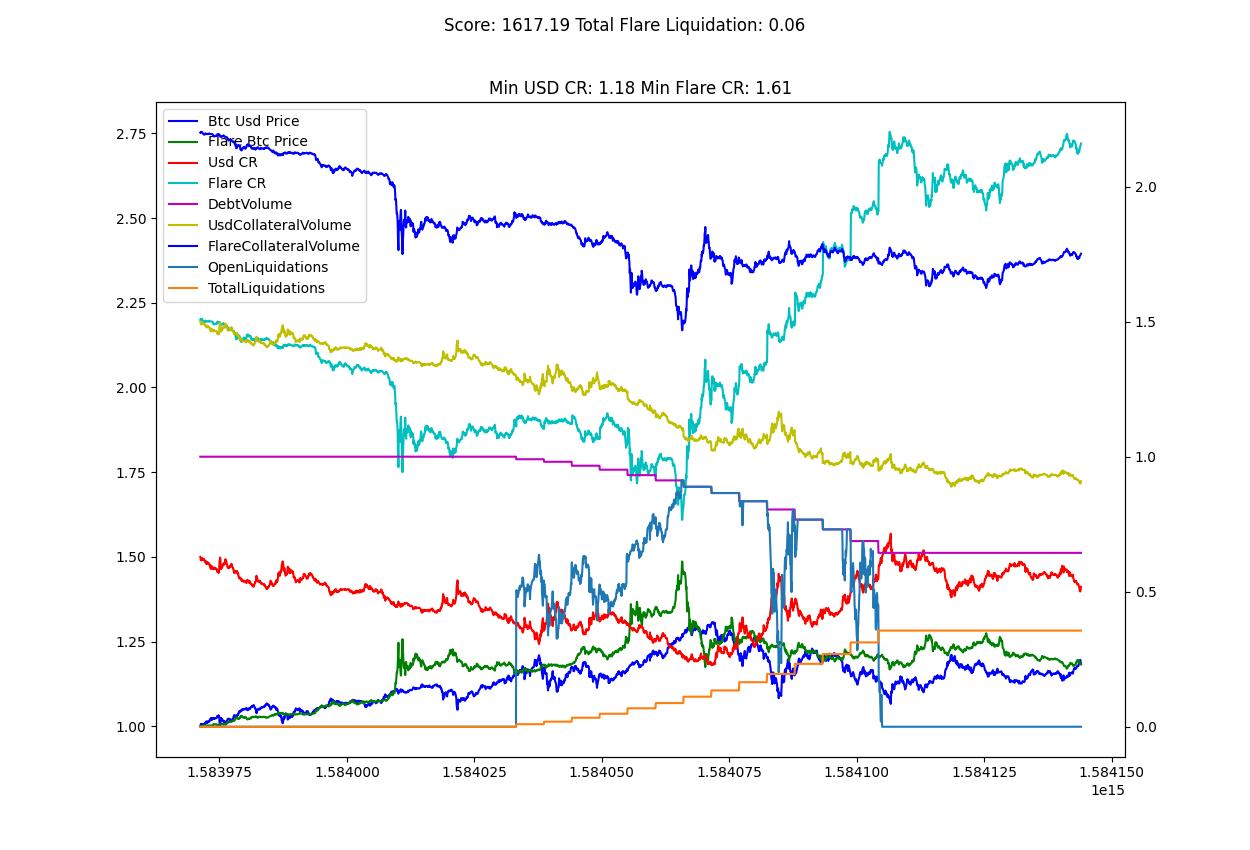 Score: 1617.19 Total Flare Liquidation: 0.06
Min USD CR: 1.18 Min Flare CR: 1.61
Btc Usd Price
Flare Btc Price
Usd CR
Flare CR
DebtVolume
UsdCollateralVolume
FlareCollateralVolume
OpenLiquidations
TotalLiquidations
2.75
2.50
2.25
2.00
1.75
1.50
1.25
1.00
2.0
1.5
1.0
0.5
0.0
1.583975 1.584000 1.584025 1.584050 1.584075 1.584100 1.584125 1.584150
1e15